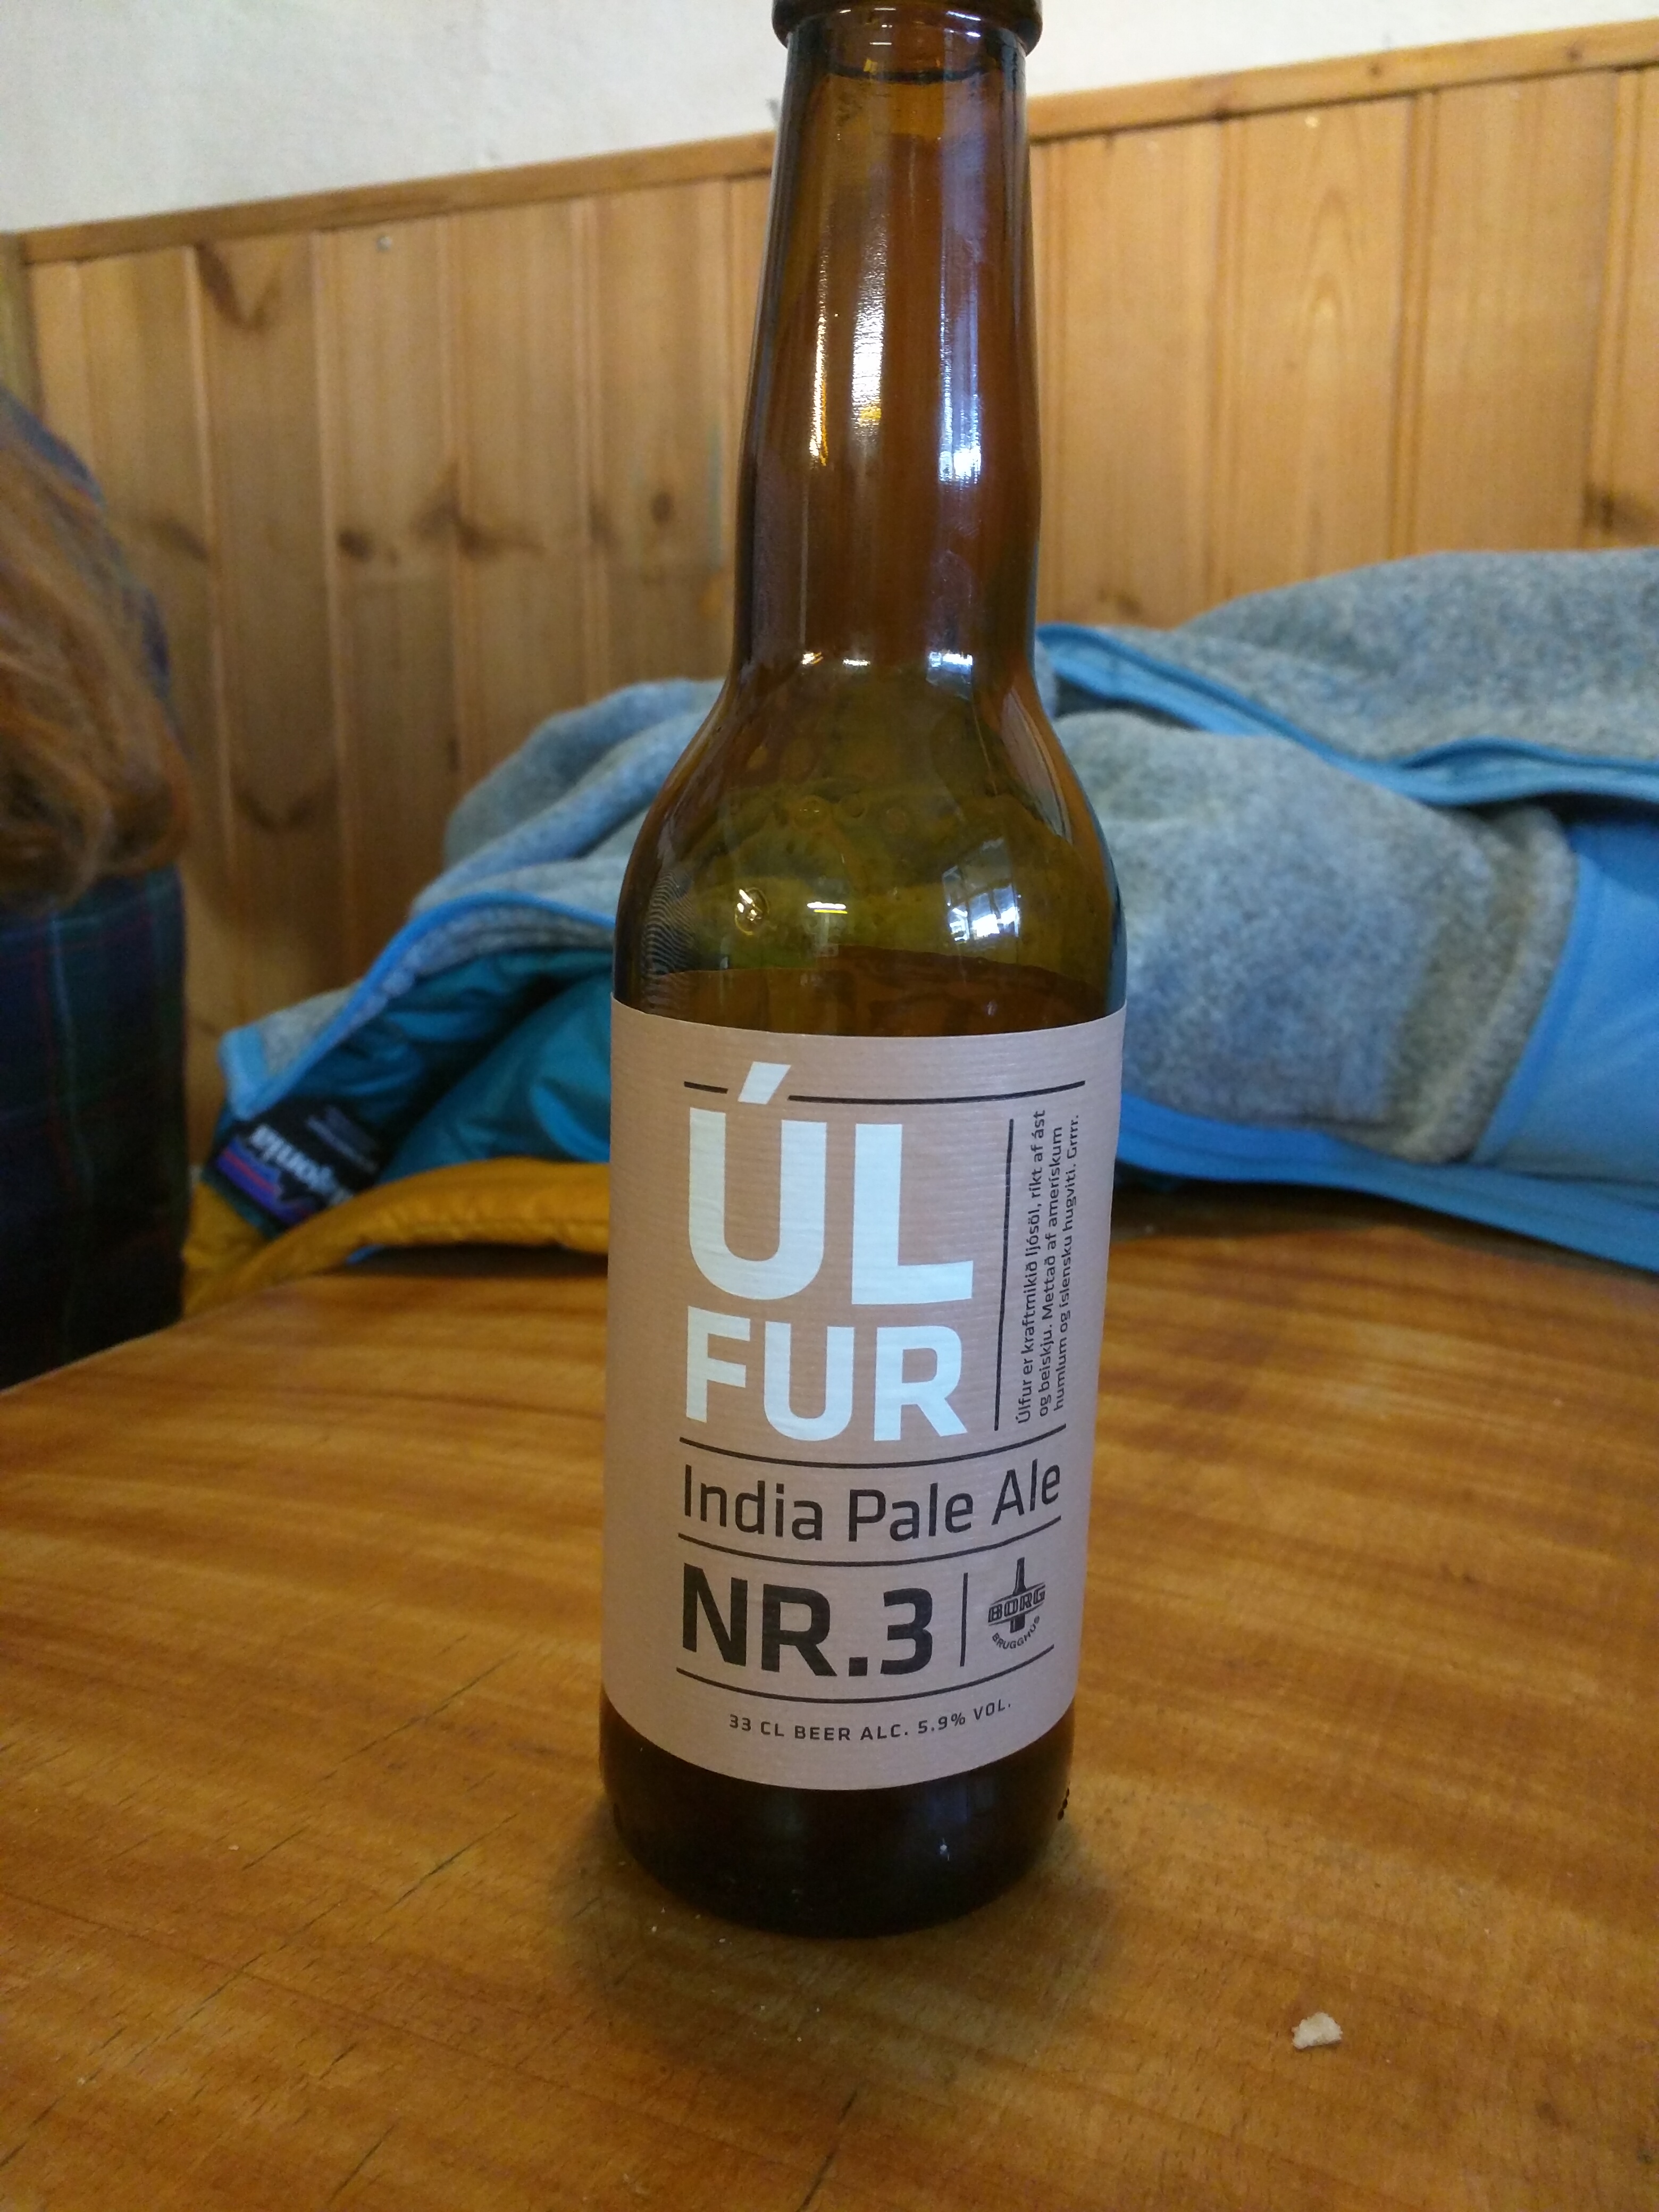 ÚL
FUR
Úlfur er kraftmikið ljósöl, ríkt af ást
og beiskju. Mettað af amerískum
humlum og íslensku hugviti. Grrrr.
India Pale Ale
NR.3
BORG
BRUGGHÚS
33 CL BEER ALC. 5.9% VOL.